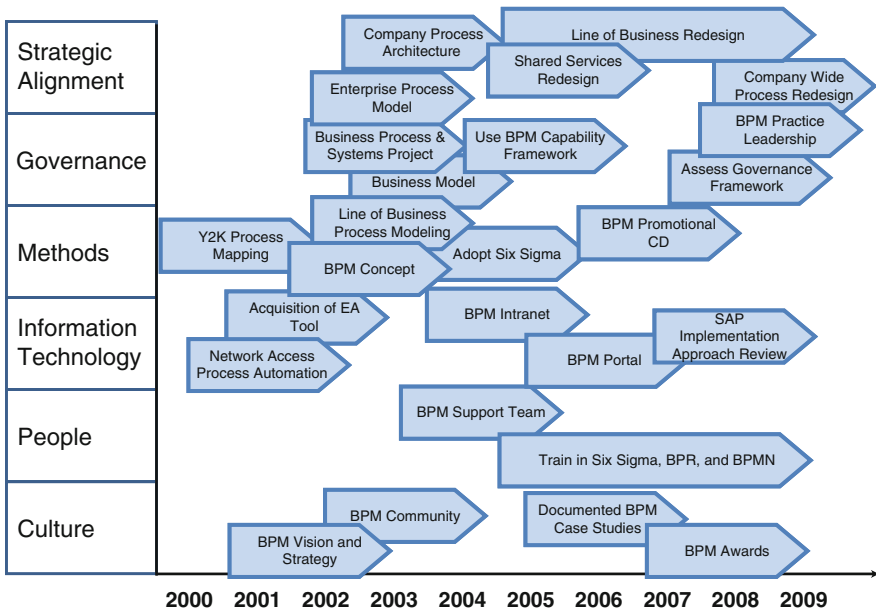 Strategic
Alignment
Company Process
Architecture
Line of Business Redesign
Shared Services
Redesign
Enterprise Process
Model
Company Wide
Process Redesign
Governance
Business Process &
Systems Project
Use BPM Capability
Framework
BPM Practice
Leadership
Business Model
Assess Governance
Framework
Methods
Y2K Process
Mapping
Line of Business
Process Modeling
BPM Concept
Adopt Six Sigma
BPM Promotional
CD
Information
Technology
Acquisition of EA
Tool
Network Access
Process Automation
BPM Intranet
BPM Portal
SAP
Implementation
Approach Review
People
BPM Support Team
Train in Six Sigma, BPR, and BPMN
Culture
BPM Community
BPM Vision and
Strategy
Documented BPM
Case Studies
BPM Awards
2000 2001 2002 2003 2004 2005 2006 2007 2008 2009